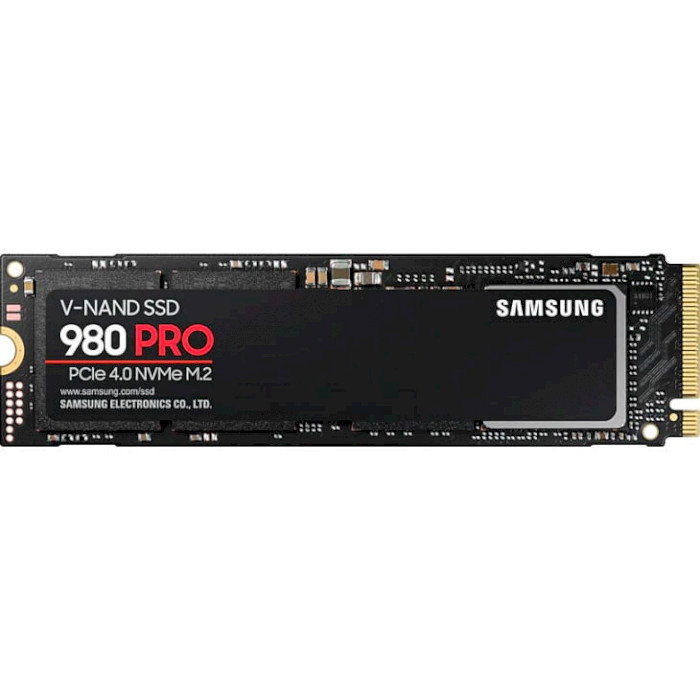 V-NAND SSD
980 PRO
PCIe 4.0 NVMe M.2
www.samsung.com/ssd
SAMSUNG ELECTRONICS CO., LTD.
SAMSUNG